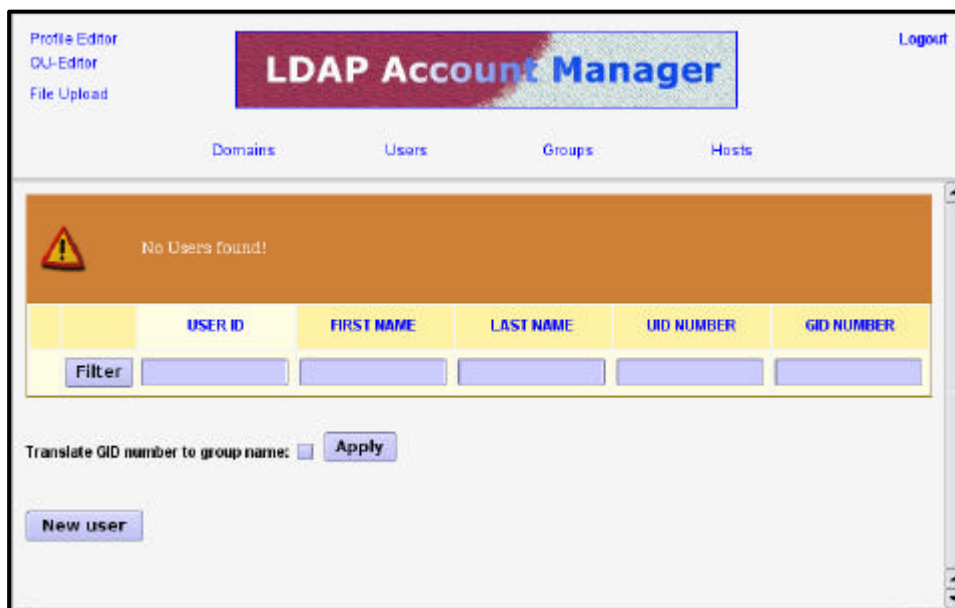 Profile Editor
OU-Editor
File Upload
LDAP Account Manager
Logout
Domains Users Groups Hosts
No Users found!
USER ID FIRST NAME LAST NAME UID NUMBER GID NUMBER
Filter
Translate GID number to group name: Apply
New user